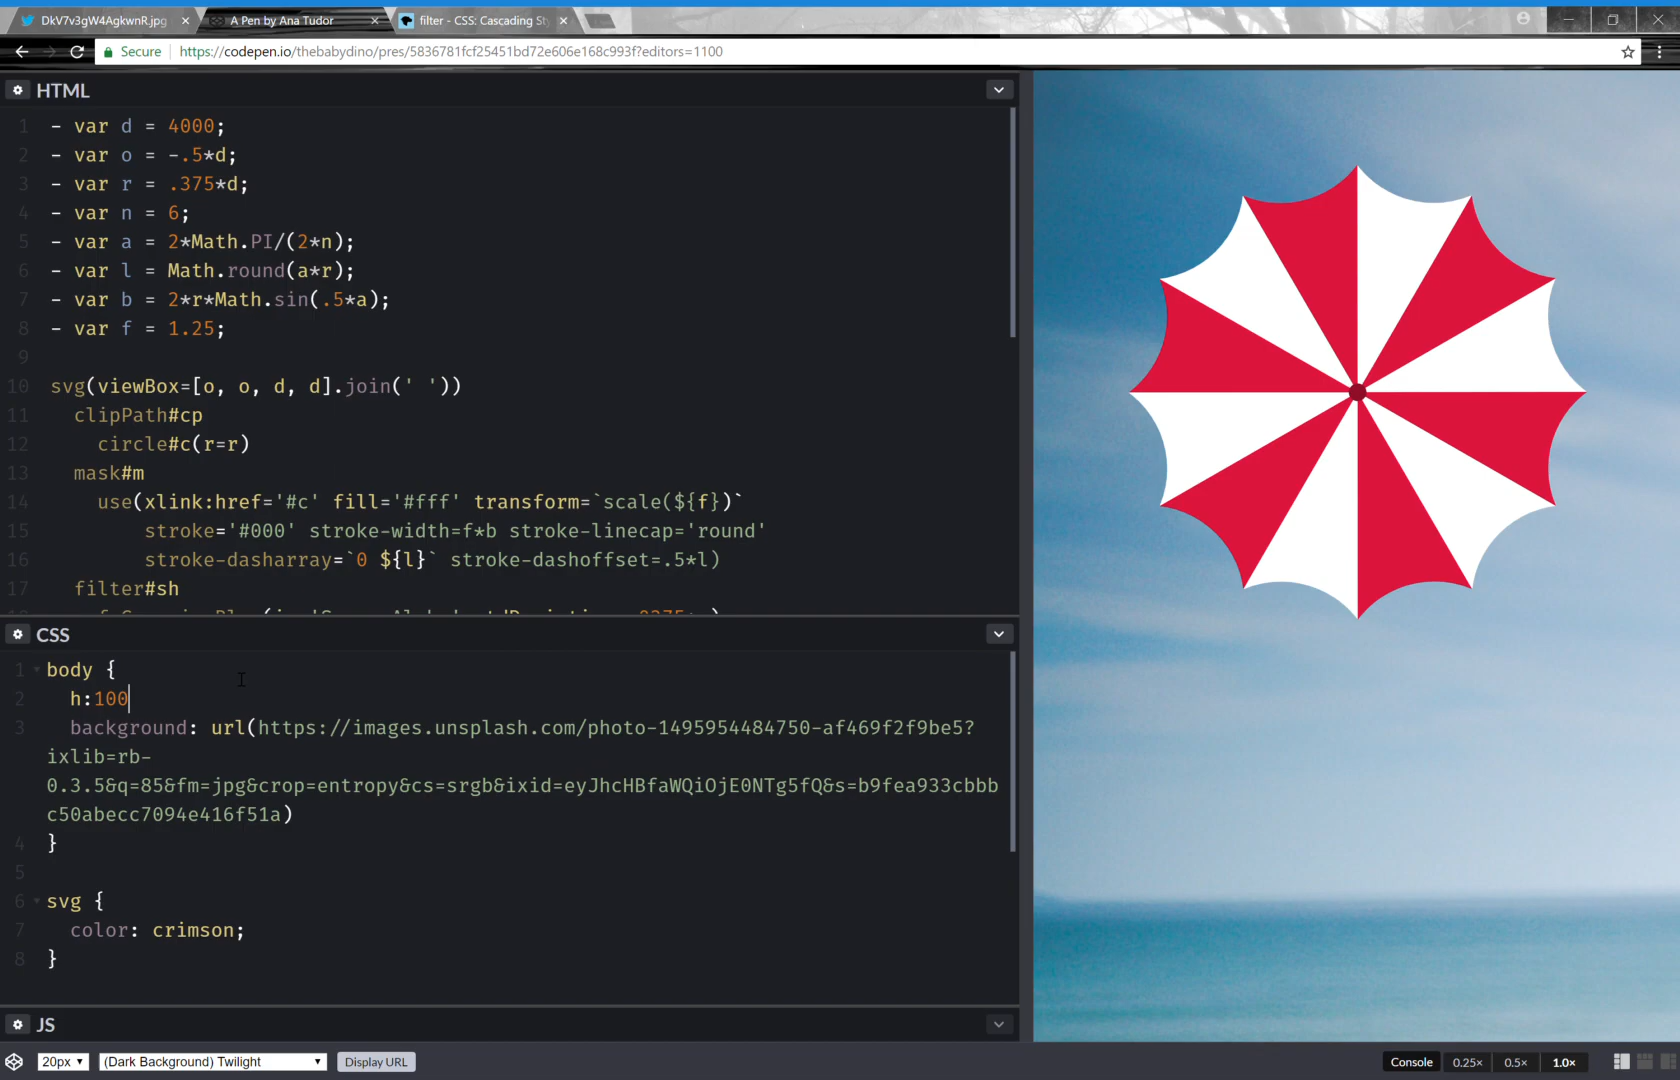 DkV7v3gW4AgkwnR.jpg
A Pen by Ana Tudor
filter - CSS: Cascading St
Secure
https://codepen.io/thebabydino/pres/5836781fcf25451bd72e606e168c993f?editors=1100
HTML
1 - var d = 4000;
2 - var o = -.5*d;
3 - var r = .375*d;
4 - var n = 6;
5 - var a = 2*Math.PI/(2*n);
6 - var l = Math.round(a*r);
7 - var b = 2*r*Math.sin(.5*a);
8 - var f = 1.25;
9
10 svg(viewBox=[o, o, d, d].join(' '))
11 clipPath#cp
12 circle#c(r=r)
13 mask#m
14 use(xlink:href='#c' fill='#fff' transform=`scale(${f})`
15 stroke='#000' stroke-width=f*b stroke-linecap='round'
16 stroke-dasharray=`0 ${l}` stroke-dashoffset=.5*l)
17 filter#sh
CSS
1 body {
2 h:100
3 background: url(https://images.unsplash.com/photo-1495954484750-af469f2f9be5?
ixlib=rb-
0.3.5&q=85&fm=jpg&crop=entropy&cs=srgb&ixid=eyJhcHBfaWQiOjE0NTg5fQ&s=b9fea933cbbb
c50abecc7094e416f51a)
4 }
5
6 svg {
7 color: crimson;
8 }
JS
20px
(Dark Background) Twilight
Display URL
Console
0.25×
0.5×
1.0×